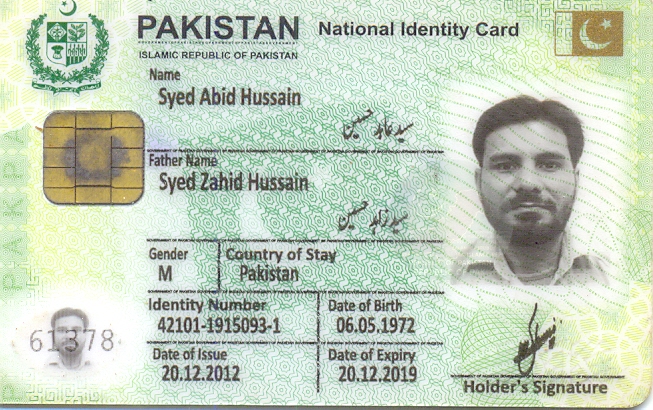 PAKISTAN National Identity Card
ISLAMIC REPUBLIC OF PAKISTAN
Name
Syed Abid Hussain
سید عابد حسین
Father Name
Syed Zahid Hussain
سید زاہد حسین
Gender Country of Stay
M Pakistan
Identity Number Date of Birth
42101-1915093-1 06.05.1972
Date of Issue Date of Expiry
20.12.2012 20.12.2019
61378
Holder's Signature